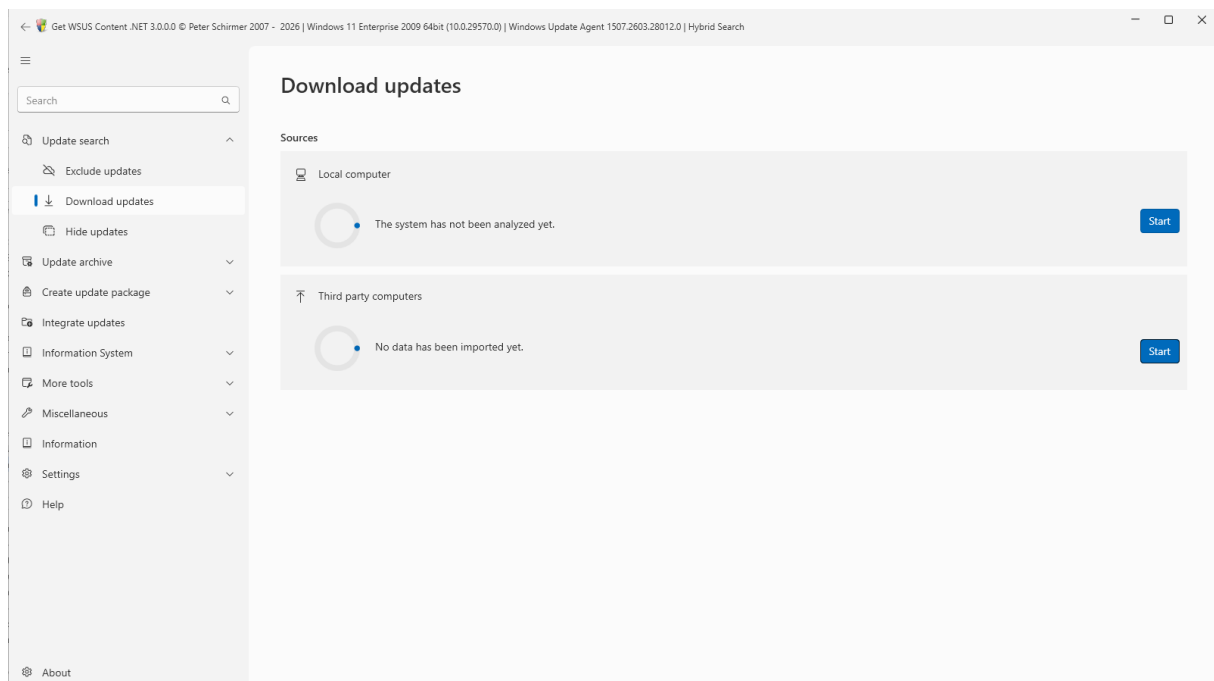 Get WSUS Content .NET 3.0.0.0 © Peter Schirmer 2007 - 2026 | Windows 11 Enterprise 2009 64bit (10.0.29570.0) | Windows Update Agent 1507.2603.28012.0 | Hybrid Search
Search
Update search
Exclude updates
Download updates
Hide updates
Update archive
Create update package
Integrate updates
Information System
More tools
Miscellaneous
Information
Settings
Help
About
Download updates
Sources
Local computer
The system has not been analyzed yet.
Start
Third party computers
No data has been imported yet.
Start